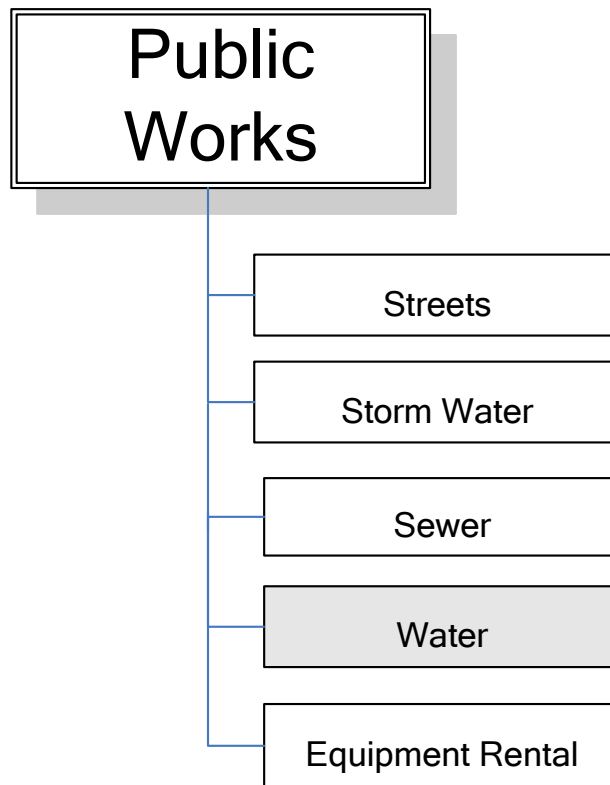 Public
Works
Streets
Storm Water
Sewer
Water
Equipment Rental